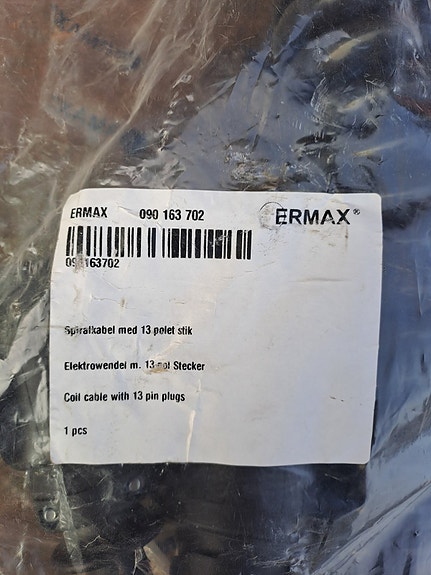 ERMAX 090 163 702
ERMAX®
090163702
Spiralkabel med 13 polet stik
Elektrowendel m. 13 pol Stecker
Coil cable with 13 pin plugs
1 pcs